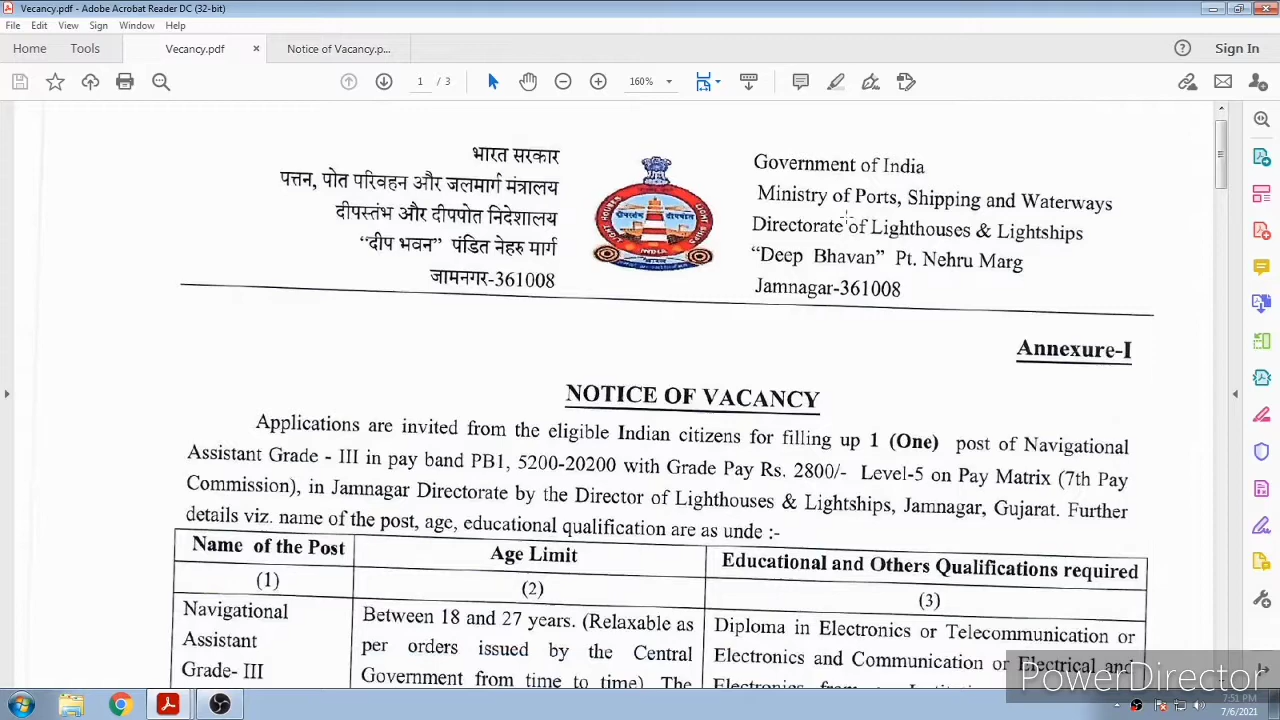 Vecancy.pdf - Adobe Acrobat Reader DC (32-bit)
File Edit View Sign Window Help
Home Tools Vecancy.pdf × Notice of Vacancy.p... Sign In
1 / 3 160%
भारत सरकार
पत्तन, पोत परिवहन और जलमार्ग मंत्रालय
दीपस्तंभ और दीपपोत निदेशालय
“दीप भवन” पंडित नेहरु मार्ग
जामनगर-361008
INDIA
Government of India
Ministry of Ports, Shipping and Waterways
Directorate of Lighthouses & Lightships
“Deep Bhavan” Pt. Nehru Marg
Jamnagar-361008
Annexure-I
NOTICE OF VACANCY
Applications are invited from the eligible Indian citizens for filling up 1 (One) post of Navigational
Assistant Grade - III in pay band PB1, 5200-20200 with Grade Pay Rs. 2800/- Level-5 on Pay Matrix (7th Pay
Commission), in Jamnagar Directorate by the Director of Lighthouses & Lightships, Jamnagar, Gujarat. Further
details viz. name of the post, age, educational qualification are as unde :-
Name of the Post Age Limit Educational and Others Qualifications required
(1) (2) (3)
Navigational
Assistant
Grade- III
Between 18 and 27 years. (Relaxable as
per orders issued by the Central
Government from time to time). The
Diploma in Electronics or Telecommunication or
Electronics and Communication or Electrical and
PowerDirector
7:51 PM
7/6/2021